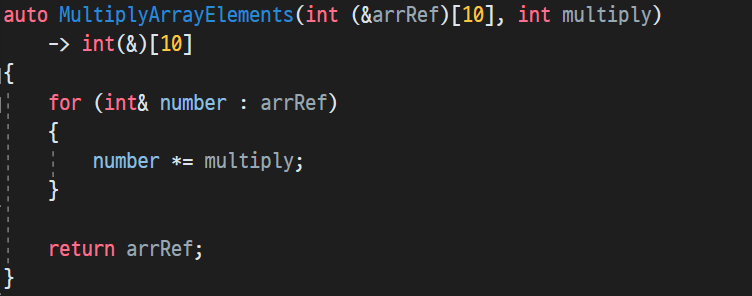 auto MultiplyArrayElements(int (&arrRef)[10], int multiply)
    -> int(&)[10]
{
    for (int& number : arrRef)
    {
        number *= multiply;
    }

    return arrRef;
}